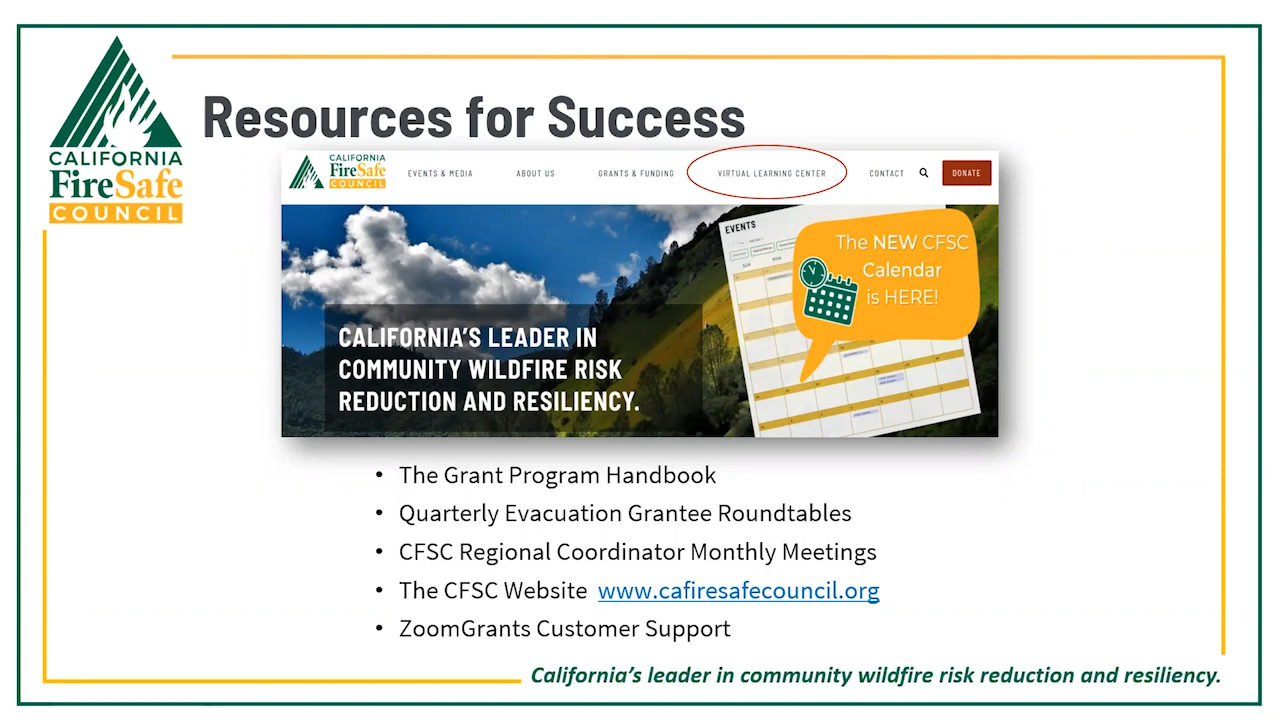 CALIFORNIA
FireSafe
COUNCIL
Resources for Success
CALIFORNIA
FireSafe
COUNCIL
EVENTS & MEDIA
ABOUT US
GRANTS & FUNDING
VIRTUAL LEARNING CENTER
CONTACT
DONATE
EVENTS
SUN
MON
The NEW CFSC
Calendar
is HERE!
CALIFORNIA'S LEADER IN
COMMUNITY WILDFIRE RISK
REDUCTION AND RESILIENCY.
• The Grant Program Handbook
• Quarterly Evacuation Grantee Roundtables
• CFSC Regional Coordinator Monthly Meetings
• The CFSC Website www.cafiresafecouncil.org
• ZoomGrants Customer Support
California's leader in community wildfire risk reduction and resiliency.